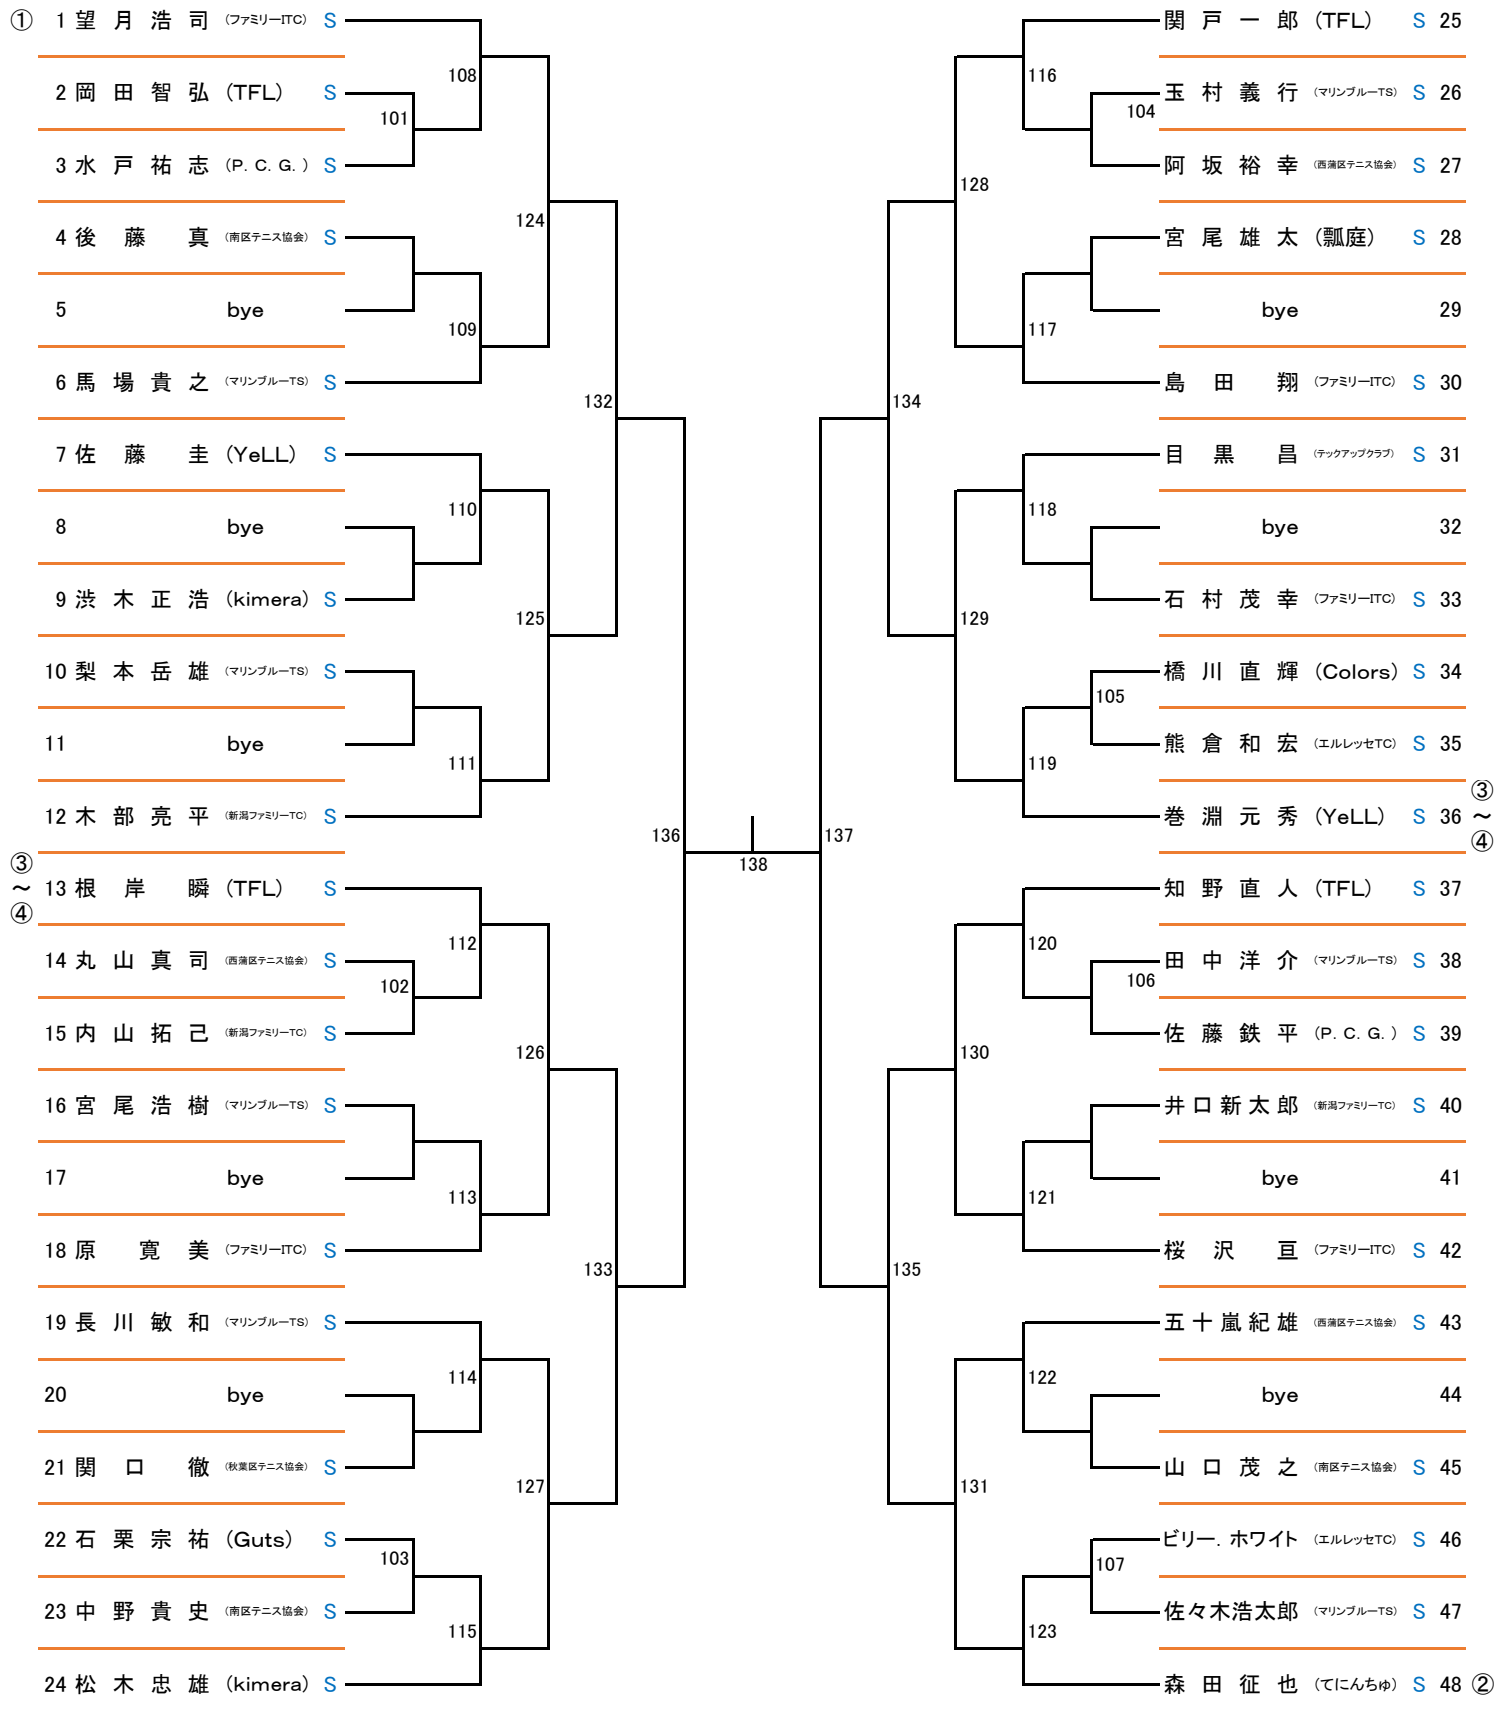 ① 1 望月浩司 (ファミリーITC) S
108
2 岡田智弘 (TFL) S
101
3 水戸祐志 (P. C. G. ) S
124
4 後藤真 (南区テニス協会) S
5 bye
109
6 馬場貴之 (マリンブルーTS) S
132
7 佐藤圭 (YeLL) S
110
8 bye
9 渋木正浩 (kimera) S
125
10 梨本岳雄 (マリンブルーTS) S
11 bye
111
12 木部亮平 (新潟ファミリーTC) S
136
③
~
④
13 根岸瞬 (TFL) S
112
14 丸山真司 (西蒲区テニス協会) S
102
15 内山拓己 (新潟ファミリーTC) S
126
16 宮尾浩樹 (マリンブルーTS) S
17 bye
113
18 原寛美 (ファミリーITC) S
133
19 長川敏和 (マリンブルーTS) S
114
20 bye
21 関口徹 (秋葉区テニス協会) S
127
22 石栗宗祐 (Guts) S
103
23 中野貴史 (南区テニス協会) S
115
24 松木忠雄 (kimera) S
138
関戸一郎 (TFL) S 25
116
玉村義行 (マリンブルーTS) S 26
104
阿坂裕幸 (西蒲区テニス協会) S 27
128
宮尾雄太 (瓢庭) S 28
bye 29
117
島田翔 (ファミリーITC) S 30
134
目黒昌 (テックアップクラブ) S 31
118
bye 32
石村茂幸 (ファミリーITC) S 33
129
橋川直輝 (Colors) S 34
105
熊倉和宏 (エルレッセTC) S 35
119
巻淵元秀 (YeLL) S 36
③
~
④
137
知野直人 (TFL) S 37
120
田中洋介 (マリンブルーTS) S 38
106
佐藤鉄平 (P. C. G. ) S 39
130
井口新太郎 (新潟ファミリーTC) S 40
bye 41
121
桜沢亘 (ファミリーITC) S 42
135
五十嵐紀雄 (西蒲区テニス協会) S 43
122
bye 44
山口茂之 (南区テニス協会) S 45
131
ビリー. ホワイト (エルレッセTC) S 46
107
佐々木浩太郎 (マリンブルーTS) S 47
123
森田征也 (てにんちゅ) S 48 ②